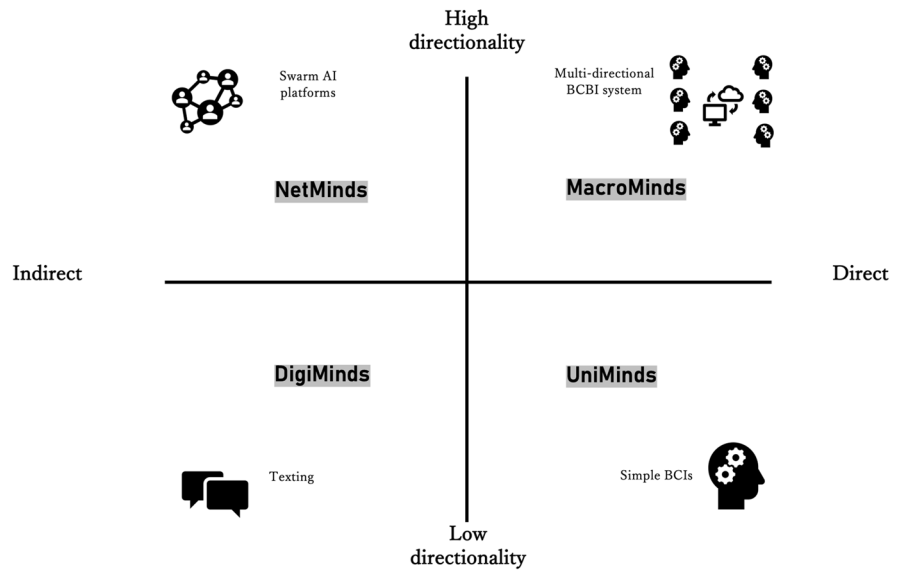 High
directionality
Swarm AI
platforms
Multi-directional
BCBI system
NetMinds
MacroMinds
Indirect
Direct
DigiMinds
UniMinds
Texting
Simple BCIs
Low
directionality